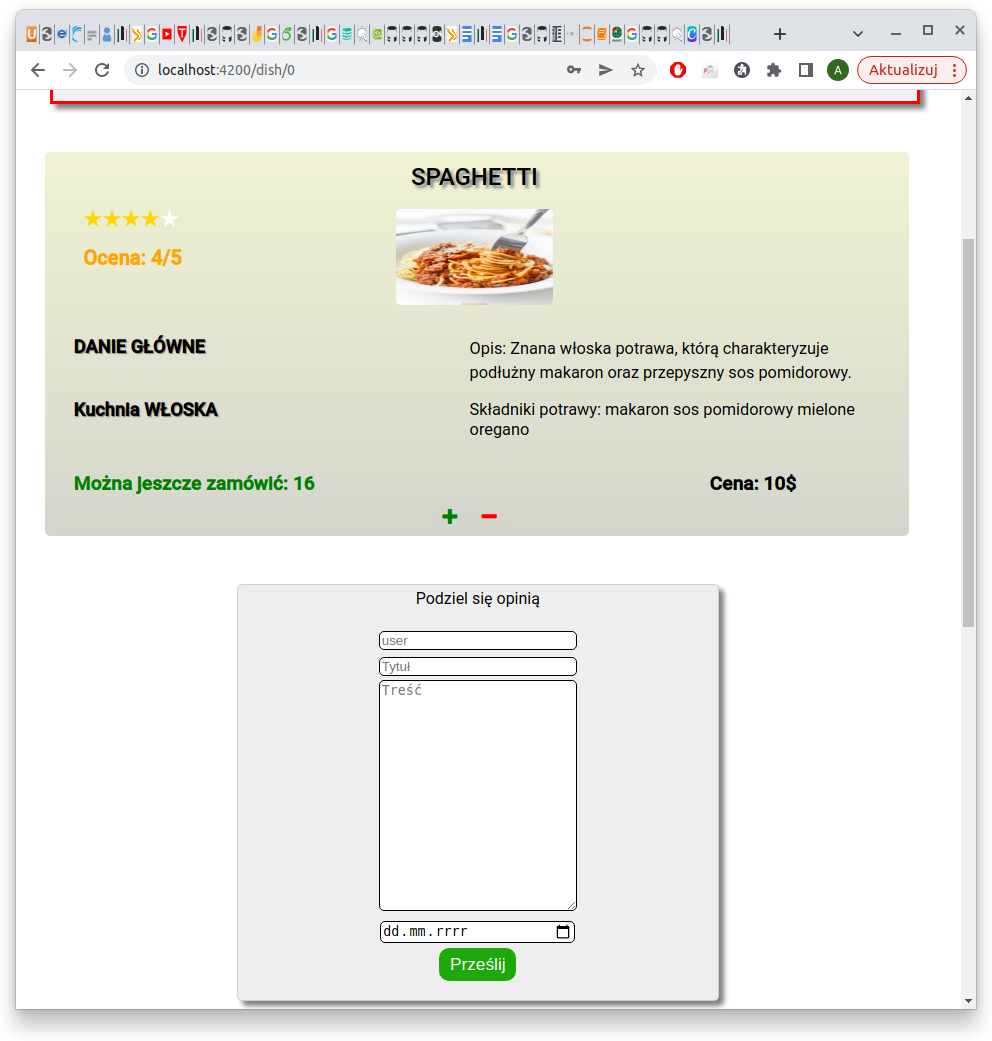 localhost:4200/dish/0
A
Aktualizuj
SPAGHETTI
Ocena: 4/5
DANIE GŁÓWNE
Opis: Znana włoska potrawa, którą charakteryzuje
podłużny makaron oraz przepyszny sos pomidorowy.
Kuchnia WŁOSKA
Składniki potrawy: makaron sos pomidorowy mielone
oregano
Można jeszcze zamówić: 16
Cena: 10$
Podziel się opinią
user
Tytuł
Treść
dd.mm.rrrr
Prześlij